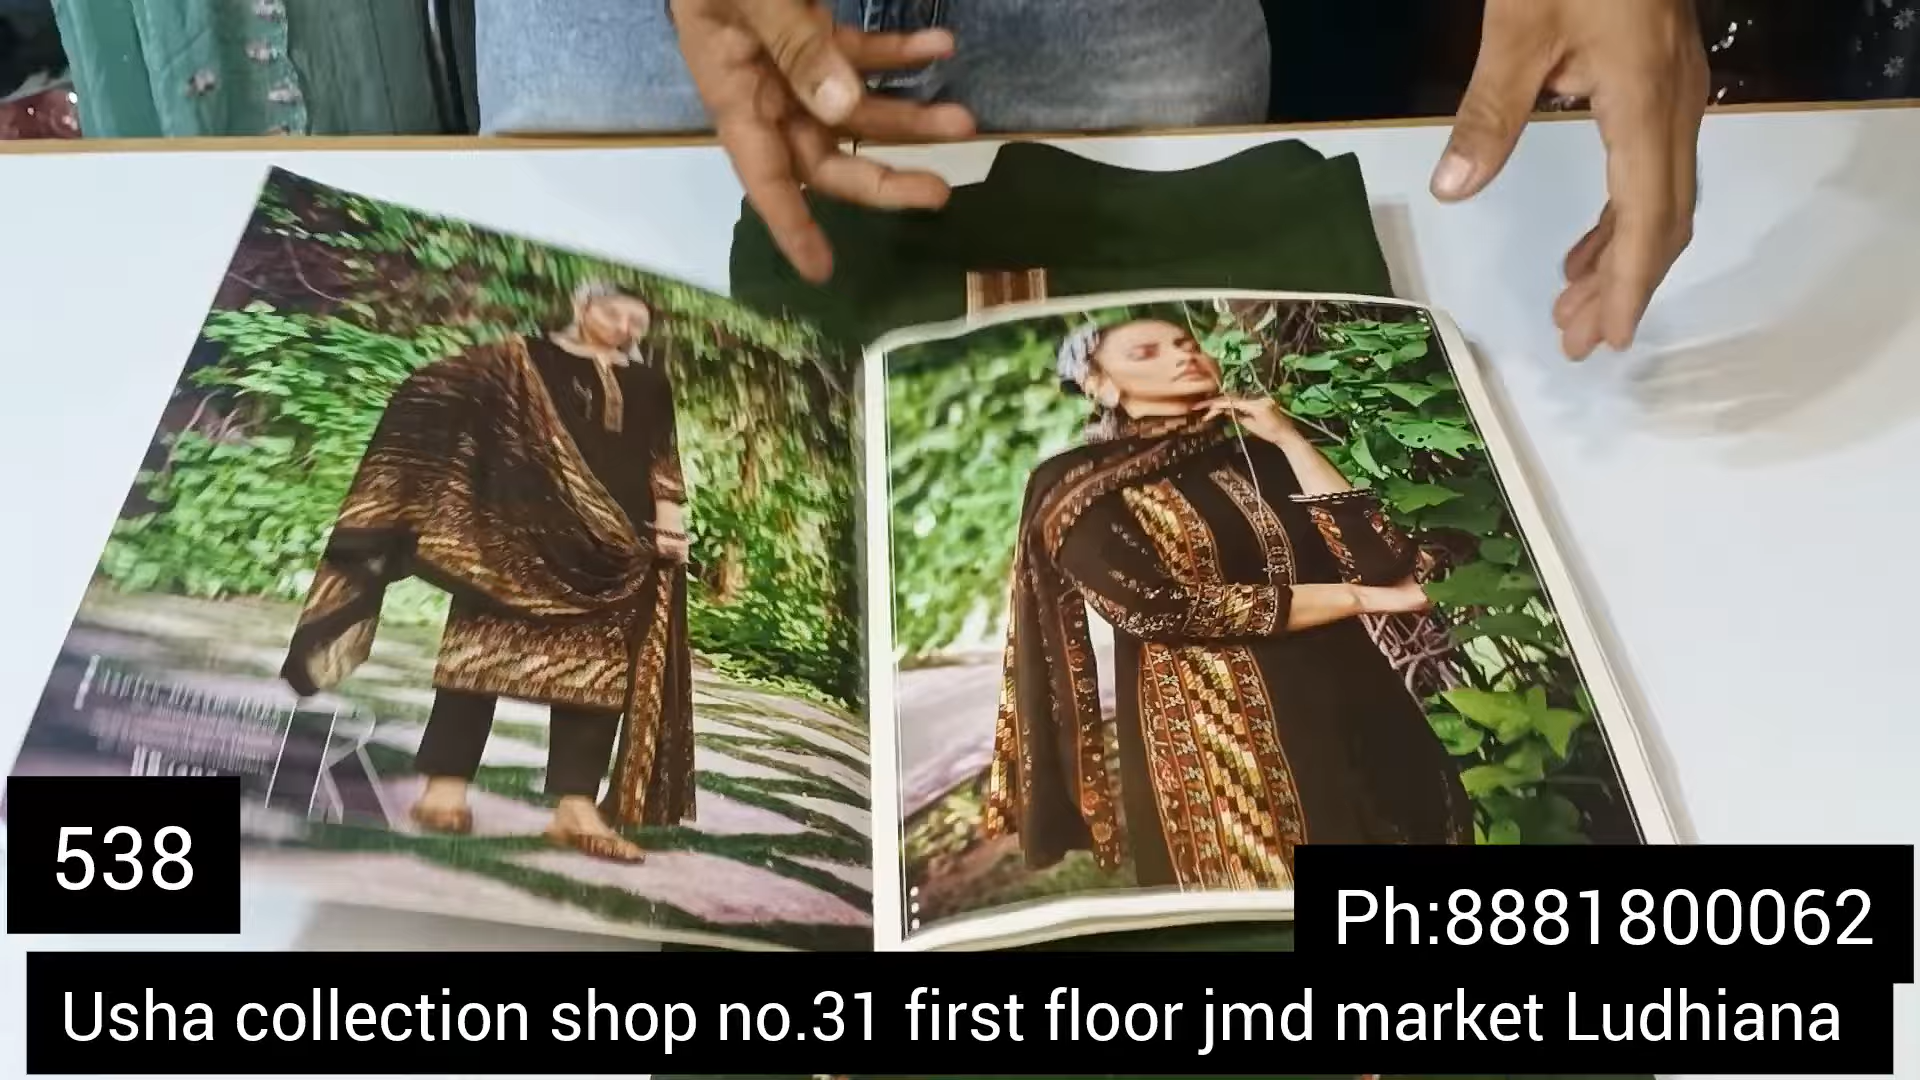 538
Ph:8881800062
Usha collection shop no.31 first floor jmd market Ludhiana